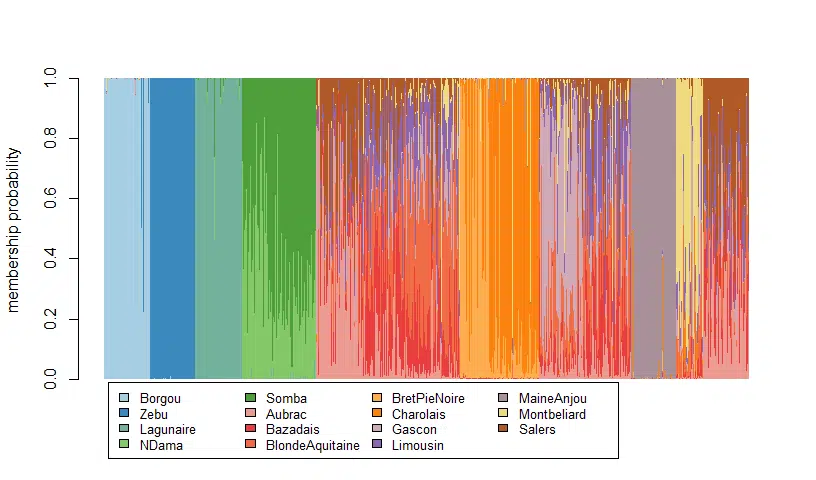 membership probability
1.0
0.8
0.6
0.4
0.2
0.0
Borgou Somba BretPieNoire MaineAnjou
Zebu Aubrac Charolais Montbeliard
Lagunaire Bazadais Gascon Salers
NDama BlondeAquitaine Limousin